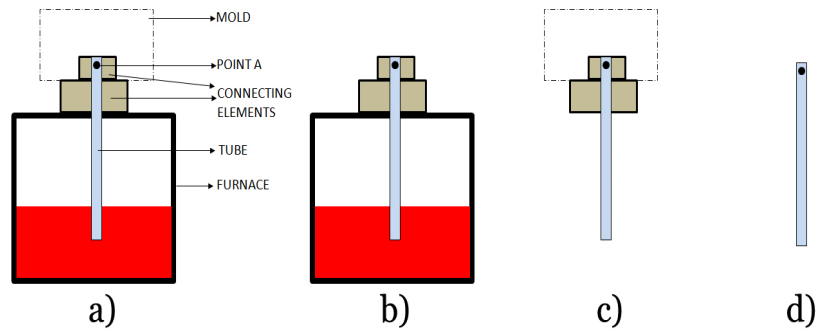 MOLD
POINT A
CONNECTING
ELEMENTS
TUBE
FURNACE
a)
b)
c)
d)